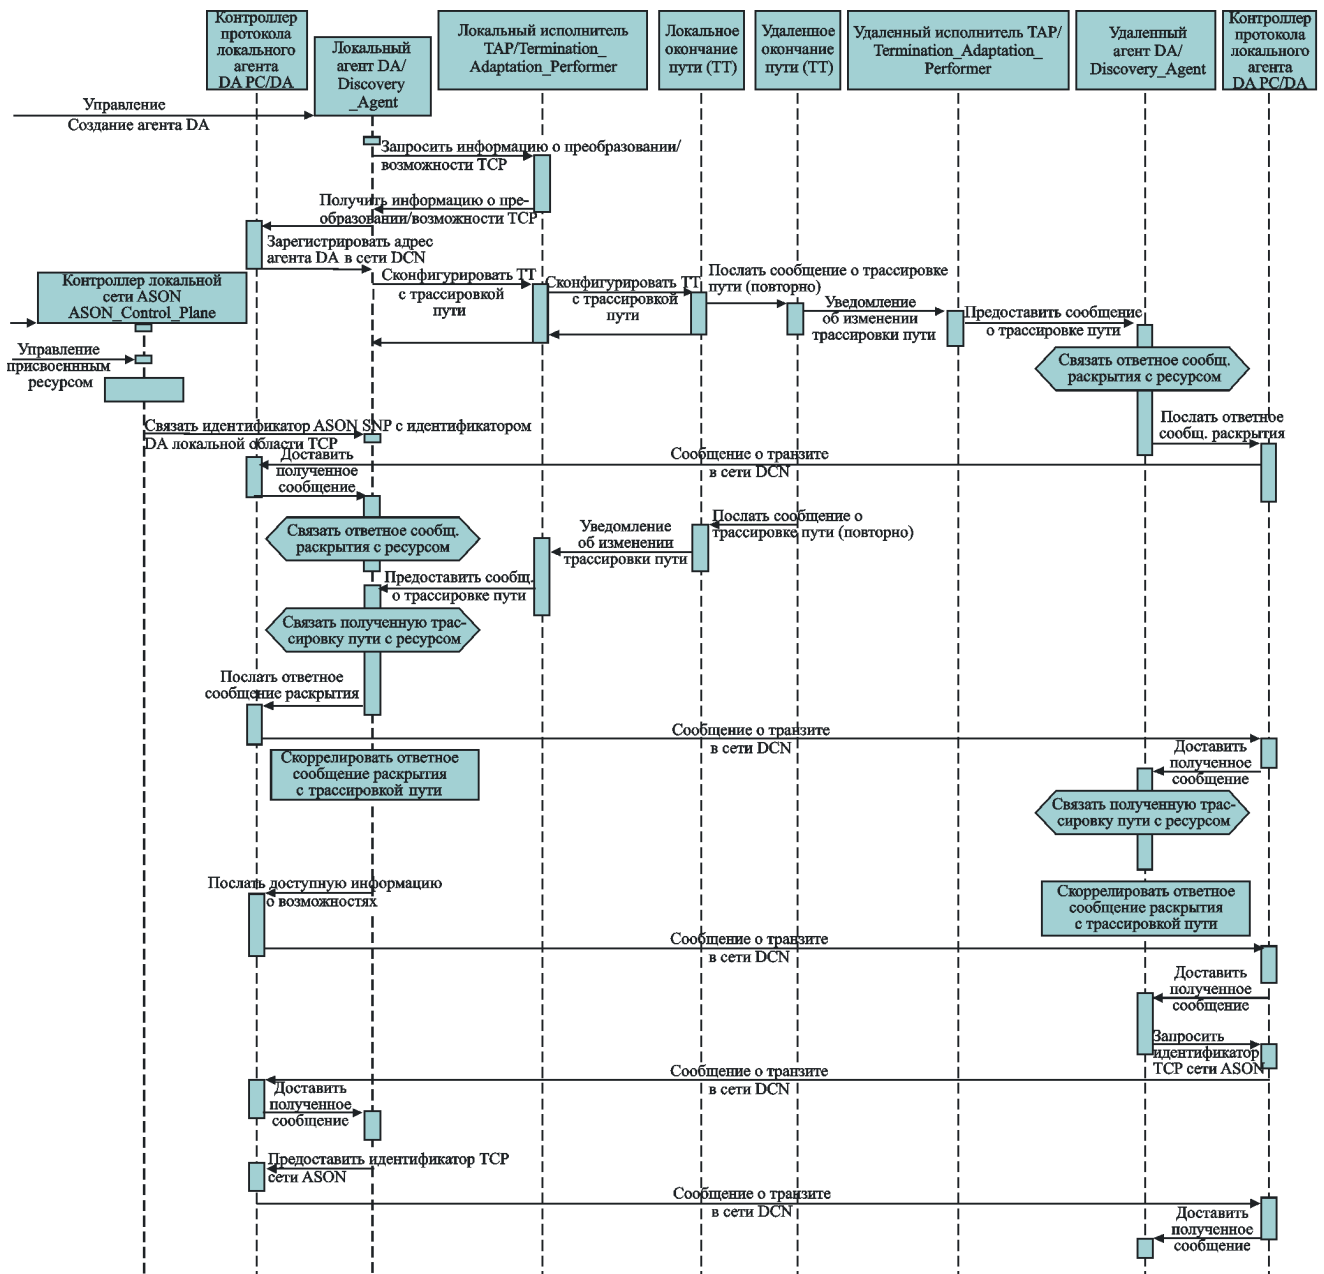 Контроллер
протокола
локального
агента
DA PC/DA
Локальный
агент DA/
Discovery
_Agent
Локальный исполнитель
TAP/Termination_
Adaptation_Performer
Локальное
окончание
пути (ТТ)
Удаленное
окончание
пути (ТТ)
Удаленный исполнитель TAP/
Termination_Adaptation_
Performer
Удаленный
агент DA/
Discovery_Agent
Контроллер
протокола
локального
агента
DA PC/DA
Управление
Создание агента DA
Запросить информацию о преобразовании/
возможности TCP
Получить информацию о пре-
образовании/возможности TCP
Зарегистрировать адрес
агента DA в сети DCN
Контроллер локальной
сети ASON
ASON_Control_Plane
Сконфигурировать ТТ
с трассировкой
пути
Сконфигурировать ТТ
с трассировкой
пути
Послать сообщение о трассировке
пути (повторно)
Уведомление
об изменении
трассировки пути
Предоставить сообщение
о трассировке пути
Управление
присвоеннным
ресурсом
Связать ответное сообщ.
раскрытия с ресурсом
Связать идентификатор ASON SNP с идентификатором
DA локальной области TCP
Послать ответное
сообщ. раскрытия
Доставить
полученное
сообщение
Сообщение о транзите
в сети DCN
Связать ответное сообщ.
раскрытия с ресурсом
Уведомление
об изменении
трассировки пути
Послать сообщение о
трассировке пути (повторно)
Предоставить сообщ.
о трассировке пути
Связать полученную трас-
сировку пути с ресурсом
Послать ответное
сообщение раскрытия
Сообщение о транзите
в сети DCN
Доставить
полученное
сообщение
Скоррелировать ответное
сообщение раскрытия
с трассировкой пути
Связать полученную трас-
сировку пути с ресурсом
Послать доступную информацию
о возможностях
Скоррелировать ответное
сообщение раскрытия
с трассировкой пути
Сообщение о транзите
в сети DCN
Доставить
полученное
сообщение
Запросить
идентификатор
TCP сети ASON
Сообщение о транзите
в сети DCN
Доставить
полученное
сообщение
Предоставить идентификатор TCP
сети ASON
Сообщение о транзите
в сети DCN
Доставить
полученное
сообщение